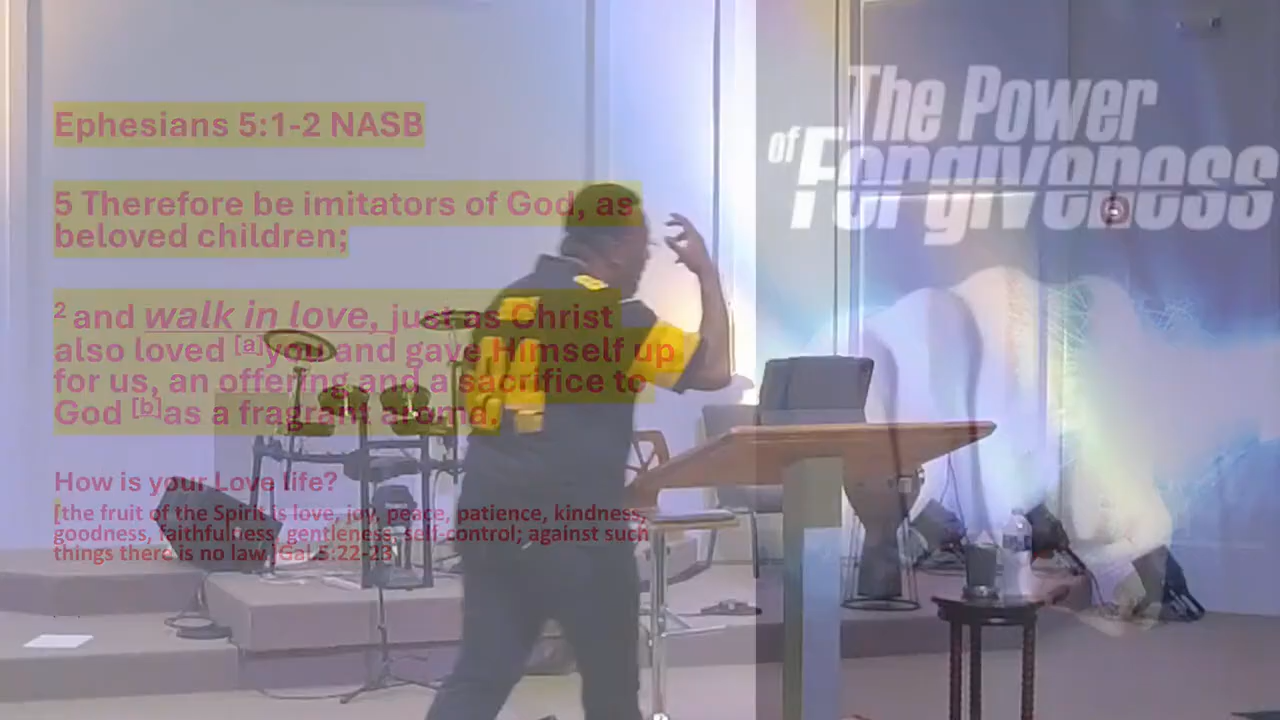 Ephesians 5:1-2 NASB
5 Therefore be imitators of God, as
beloved children;
2 and walk in love, just as Christ
also loved [a]you and gave Himself up
for us, an offering and a sacrifice to
God [b]as a fragrant aroma.
How is your Love life?
[the fruit of the Spirit is love, joy, peace, patience, kindness,
goodness, faithfulness, gentleness, self-control; against such
things there is no law.]Gal.5:22-23
The Power
of Forgiveness